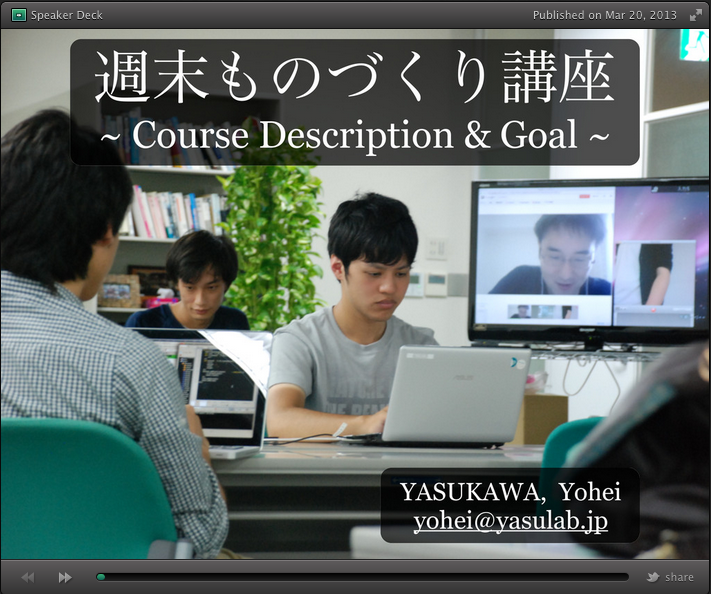 Speaker Deck
Published on Mar 20, 2013
週末ものづくり講座
~ Course Description & Goal ~
YASUKAWA, Yohei
yohei@yasulab.jp
share